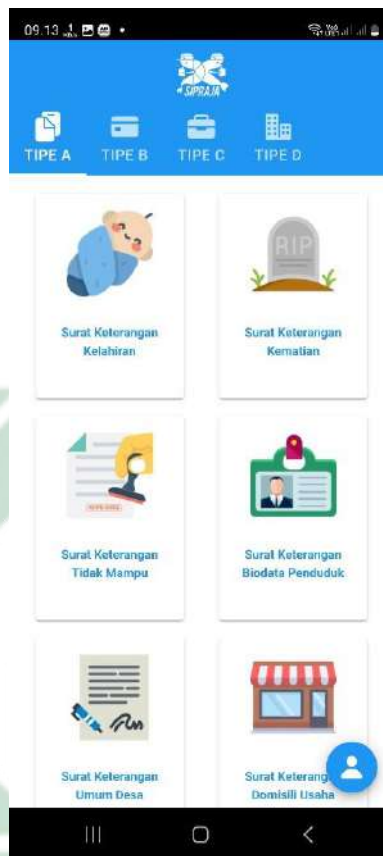 09.13
SIPRAJA
TIPE A TIPE B TIPE C TIPE D
RIP
Surat Keterangan
Kelahiran
Surat Keterangan
Kematian
Surat Keterangan
Tidak Mampu
Surat Keterangan
Biodata Penduduk
Surat Keterangan
Umum Desa
Surat Keterang
Domisili Usaha